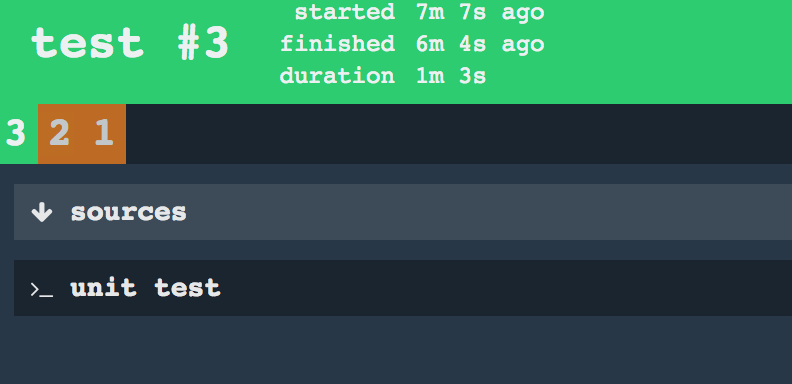 test #3
started 7m 7s ago
finished 6m 4s ago
duration 1m 3s
3 2 1
sources
>_ unit test